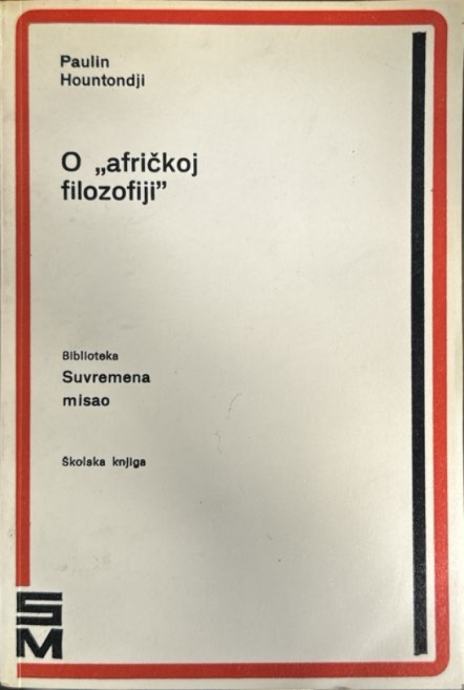 Paulin
Hountondji
O „afričkoj
filozofiji”
Biblioteka
Suvremena
misao
Školska knjiga
SM